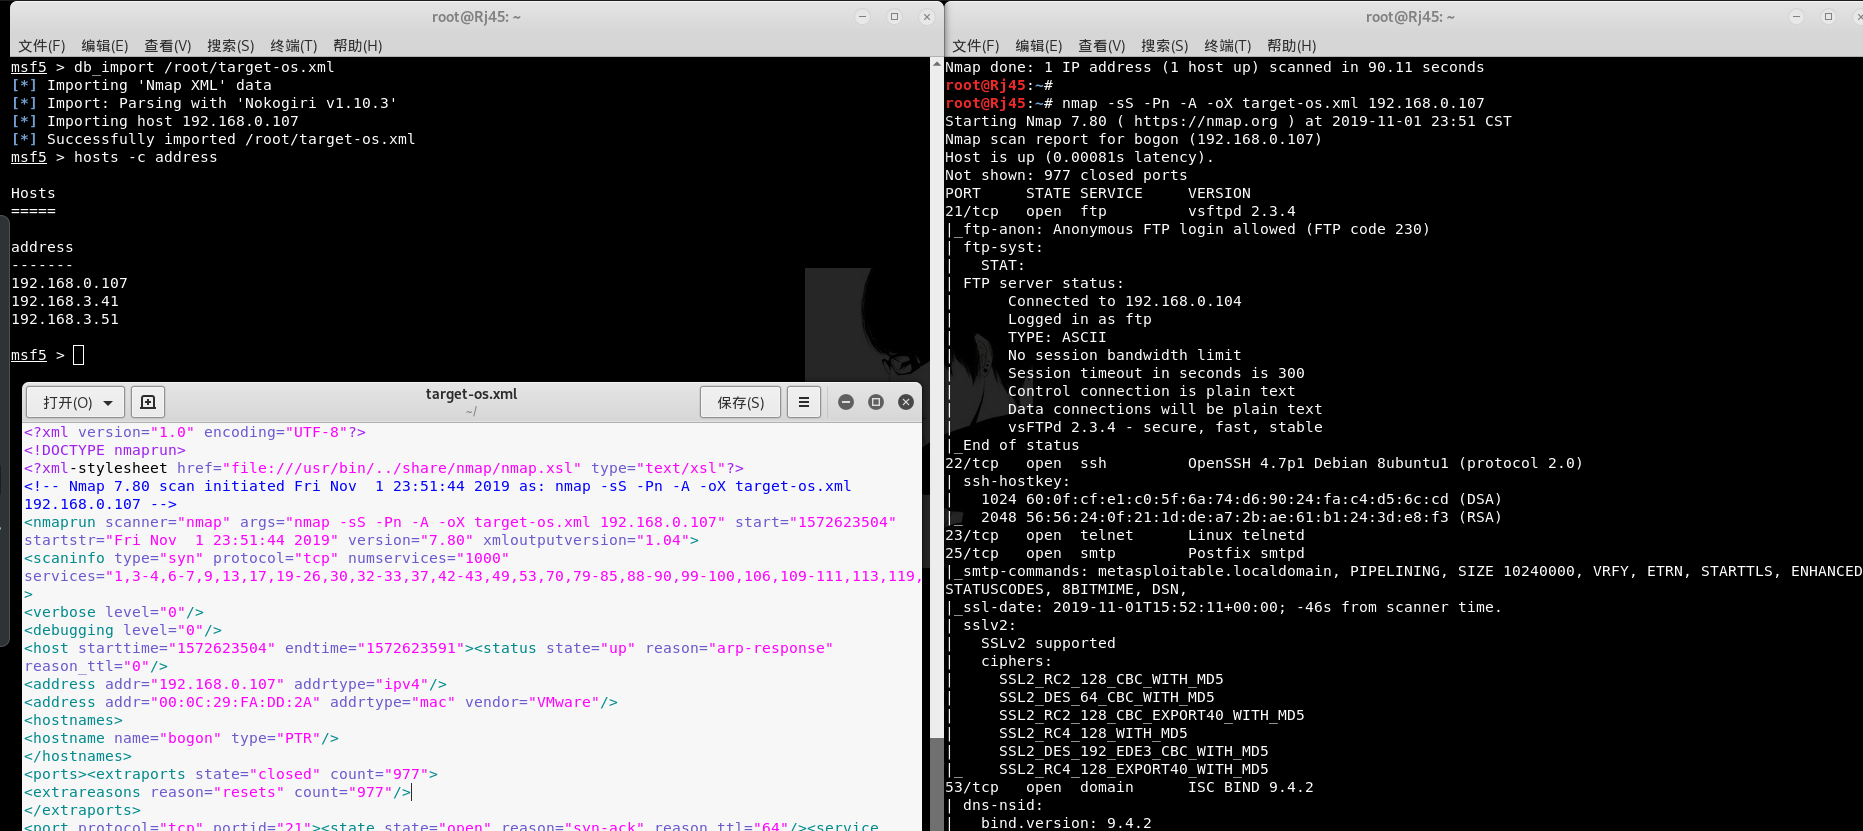 root@Rj45: ~
文件(F) 编辑(E) 查看(V) 搜索(S) 终端(T) 帮助(H)
msf5 > db_import /root/target-os.xml
[*] Importing 'Nmap XML' data
[*] Import: Parsing with 'Nokogiri v1.10.3'
[*] Importing host 192.168.0.107
[*] Successfully imported /root/target-os.xml
msf5 > hosts -c address
Hosts
=====
address
-------
192.168.0.107
192.168.3.41
192.168.3.51
msf5 >
打开(O)
target-os.xml
~/
保存(S)
<?xml version="1.0" encoding="UTF-8"?>
<!DOCTYPE nmaprun>
<?xml-stylesheet href="file:///usr/bin/../share/nmap/nmap.xsl" type="text/xsl"?>
<!-- Nmap 7.80 scan initiated Fri Nov  1 23:51:44 2019 as: nmap -sS -Pn -A -oX target-os.xml
192.168.0.107 -->
<nmaprun scanner="nmap" args="nmap -sS -Pn -A -oX target-os.xml 192.168.0.107" start="1572623504"
startstr="Fri Nov  1 23:51:44 2019" version="7.80" xmloutputversion="1.04">
<scaninfo type="syn" protocol="tcp" numservices="1000"
services="1,3-4,6-7,9,13,17,19-26,30,32-33,37,42-43,49,53,70,79-85,88-90,99-100,106,109-111,113,119,
>
<verbose level="0"/>
<debugging level="0"/>
<host starttime="1572623504" endtime="1572623591"><status state="up" reason="arp-response"
reason_ttl="0"/>
<address addr="192.168.0.107" addrtype="ipv4"/>
<address addr="00:0C:29:FA:DD:2A" addrtype="mac" vendor="VMware"/>
<hostnames>
<hostname name="bogon" type="PTR"/>
</hostnames>
<ports><extraports state="closed" count="977">
<extrareasons reason="resets" count="977"/>
</extraports>
<port protocol="tcp" portid="21"><state state="open" reason="syn-ack" reason_ttl="64"/><service
root@Rj45: ~
文件(F) 编辑(E) 查看(V) 搜索(S) 终端(T) 帮助(H)
Nmap done: 1 IP address (1 host up) scanned in 90.11 seconds
root@Rj45:~#
root@Rj45:~# nmap -sS -Pn -A -oX target-os.xml 192.168.0.107
Starting Nmap 7.80 ( https://nmap.org ) at 2019-11-01 23:51 CST
Nmap scan report for bogon (192.168.0.107)
Host is up (0.00081s latency).
Not shown: 977 closed ports
PORT     STATE SERVICE     VERSION
21/tcp   open  ftp         vsftpd 2.3.4
|_ftp-anon: Anonymous FTP login allowed (FTP code 230)
| ftp-syst:
|   STAT:
| FTP server status:
|      Connected to 192.168.0.104
|      Logged in as ftp
|      TYPE: ASCII
|      No session bandwidth limit
|      Session timeout in seconds is 300
|      Control connection is plain text
|      Data connections will be plain text
|      vsFTPd 2.3.4 - secure, fast, stable
|_End of status
22/tcp   open  ssh         OpenSSH 4.7p1 Debian 8ubuntu1 (protocol 2.0)
| ssh-hostkey:
|   1024 60:0f:cf:e1:c0:5f:6a:74:d6:90:24:fa:c4:d5:6c:cd (DSA)
|_  2048 56:56:24:0f:21:1d:de:a7:2b:ae:61:b1:24:3d:e8:f3 (RSA)
23/tcp   open  telnet      Linux telnetd
25/tcp   open  smtp        Postfix smtpd
|_smtp-commands: metasploitable.localdomain, PIPELINING, SIZE 10240000, VRFY, ETRN, STARTTLS, ENHANCED
STATUSCODES, 8BITMIME, DSN,
|_ssl-date: 2019-11-01T15:52:11+00:00; -46s from scanner time.
| sslv2:
|   SSLv2 supported
|   ciphers:
|     SSL2_RC2_128_CBC_WITH_MD5
|     SSL2_DES_64_CBC_WITH_MD5
|     SSL2_RC2_128_CBC_EXPORT40_WITH_MD5
|     SSL2_RC4_128_WITH_MD5
|     SSL2_DES_192_EDE3_CBC_WITH_MD5
|_    SSL2_RC4_128_EXPORT40_WITH_MD5
53/tcp   open  domain      ISC BIND 9.4.2
| dns-nsid:
|   bind.version: 9.4.2